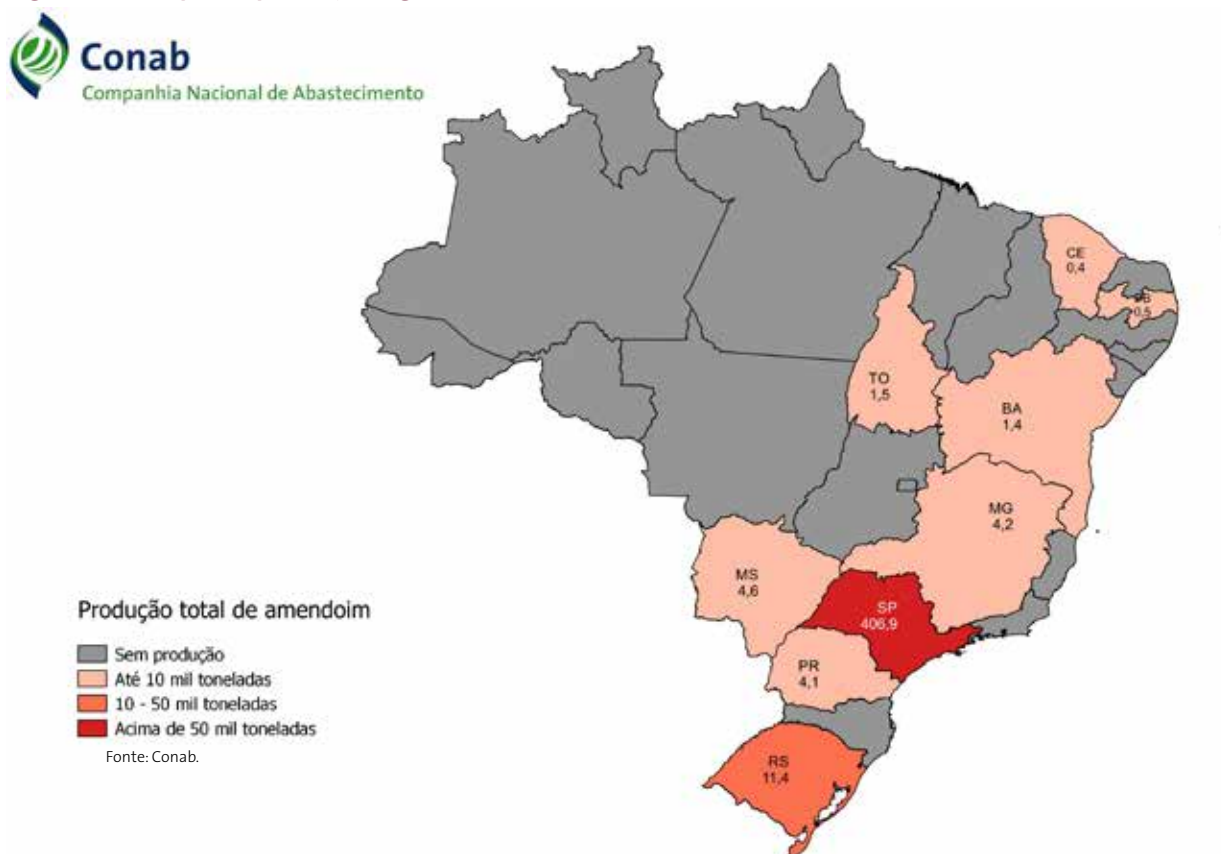 Conab
Companhia Nacional de Abastecimento
CE
0,4
PB
0,5
TO
1,5
BA
1,4
MG
4,2
MS
4,6
SP
406,9
PR
4,1
RS
11,4
Produção total de amendoim
Sem produção
Até 10 mil toneladas
10 - 50 mil toneladas
Acima de 50 mil toneladas
Fonte: Conab.